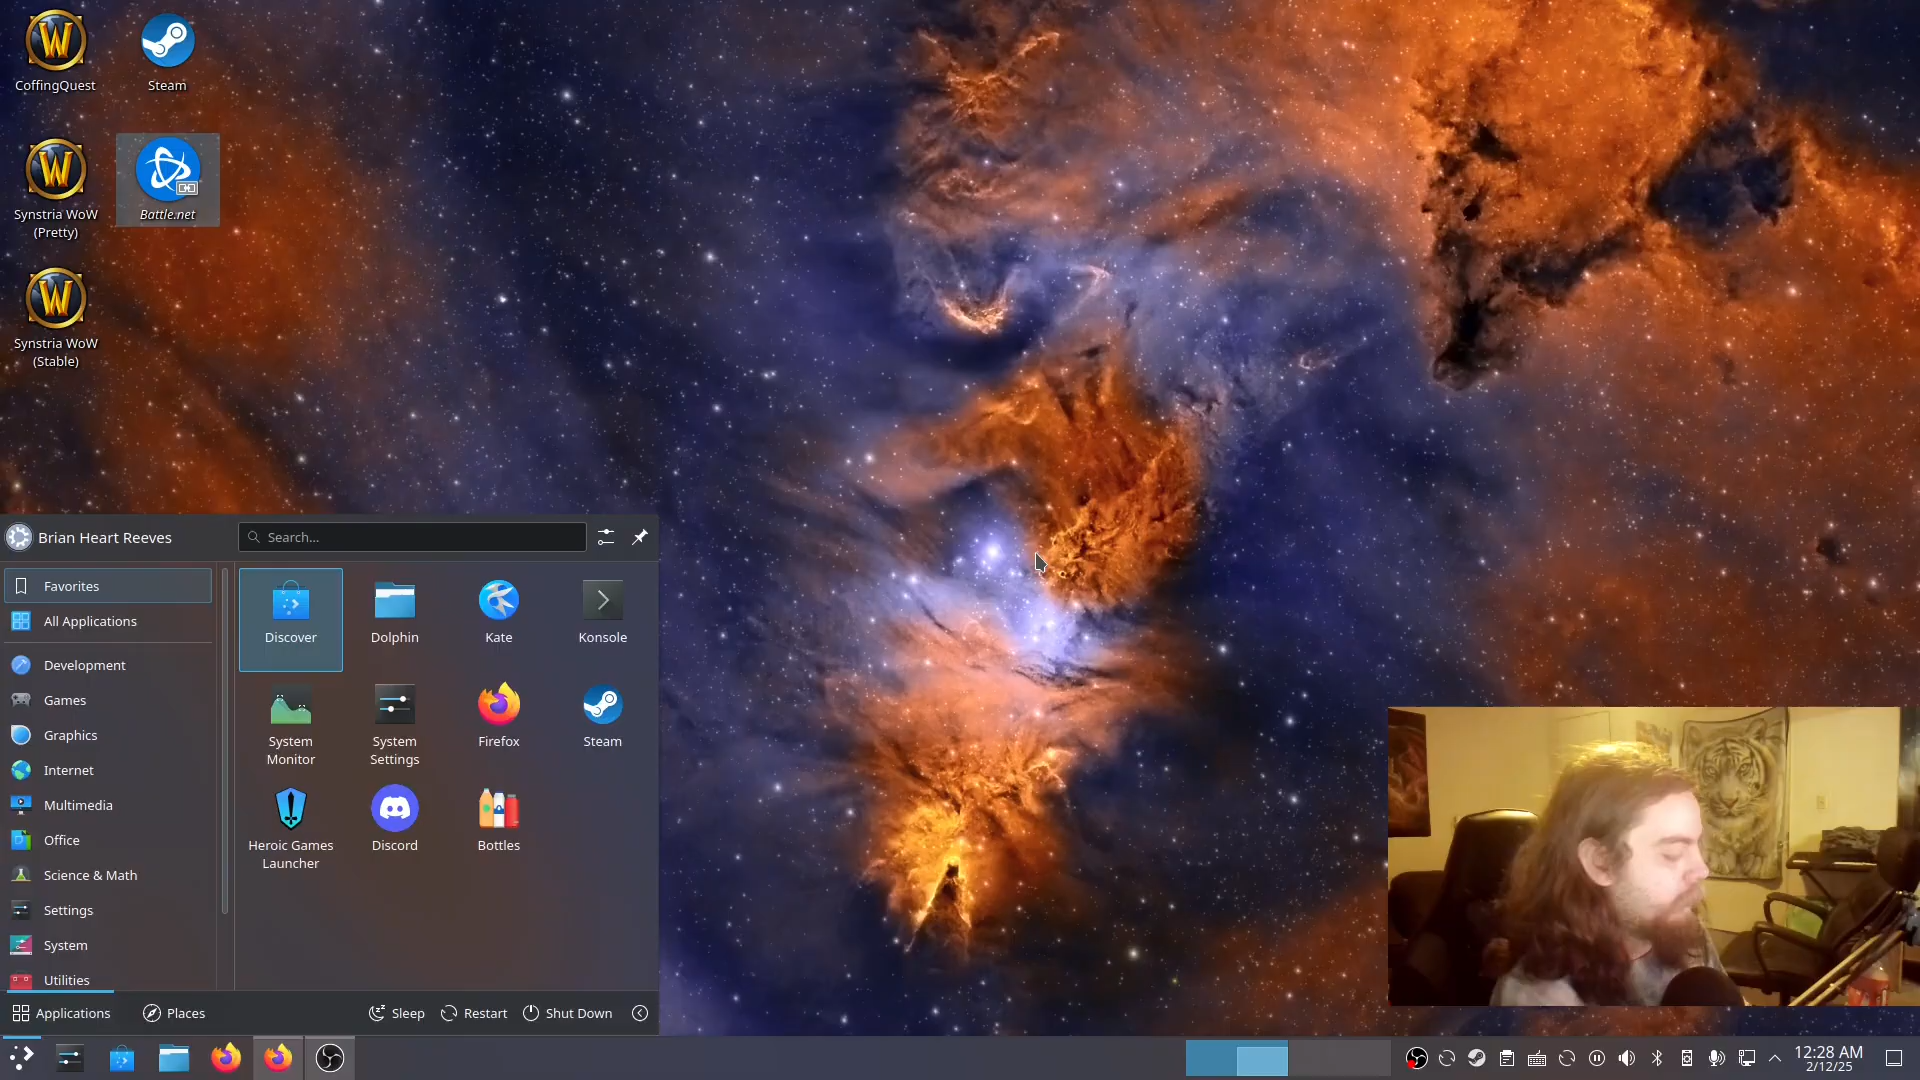 CoffingQuest
Steam
Synstria WoW
(Pretty)
Battle.net
Synstria WoW
(Stable)
Brian Heart Reeves
Search...
Favorites
All Applications
Development
Games
Graphics
Internet
Multimedia
Office
Science & Math
Settings
System
Utilities
Discover
Dolphin
Kate
Konsole
System
Monitor
System
Settings
Firefox
Steam
Heroic Games
Launcher
Discord
Bottles
Applications
Places
Sleep
Restart
Shut Down
12:28 AM
2/12/25